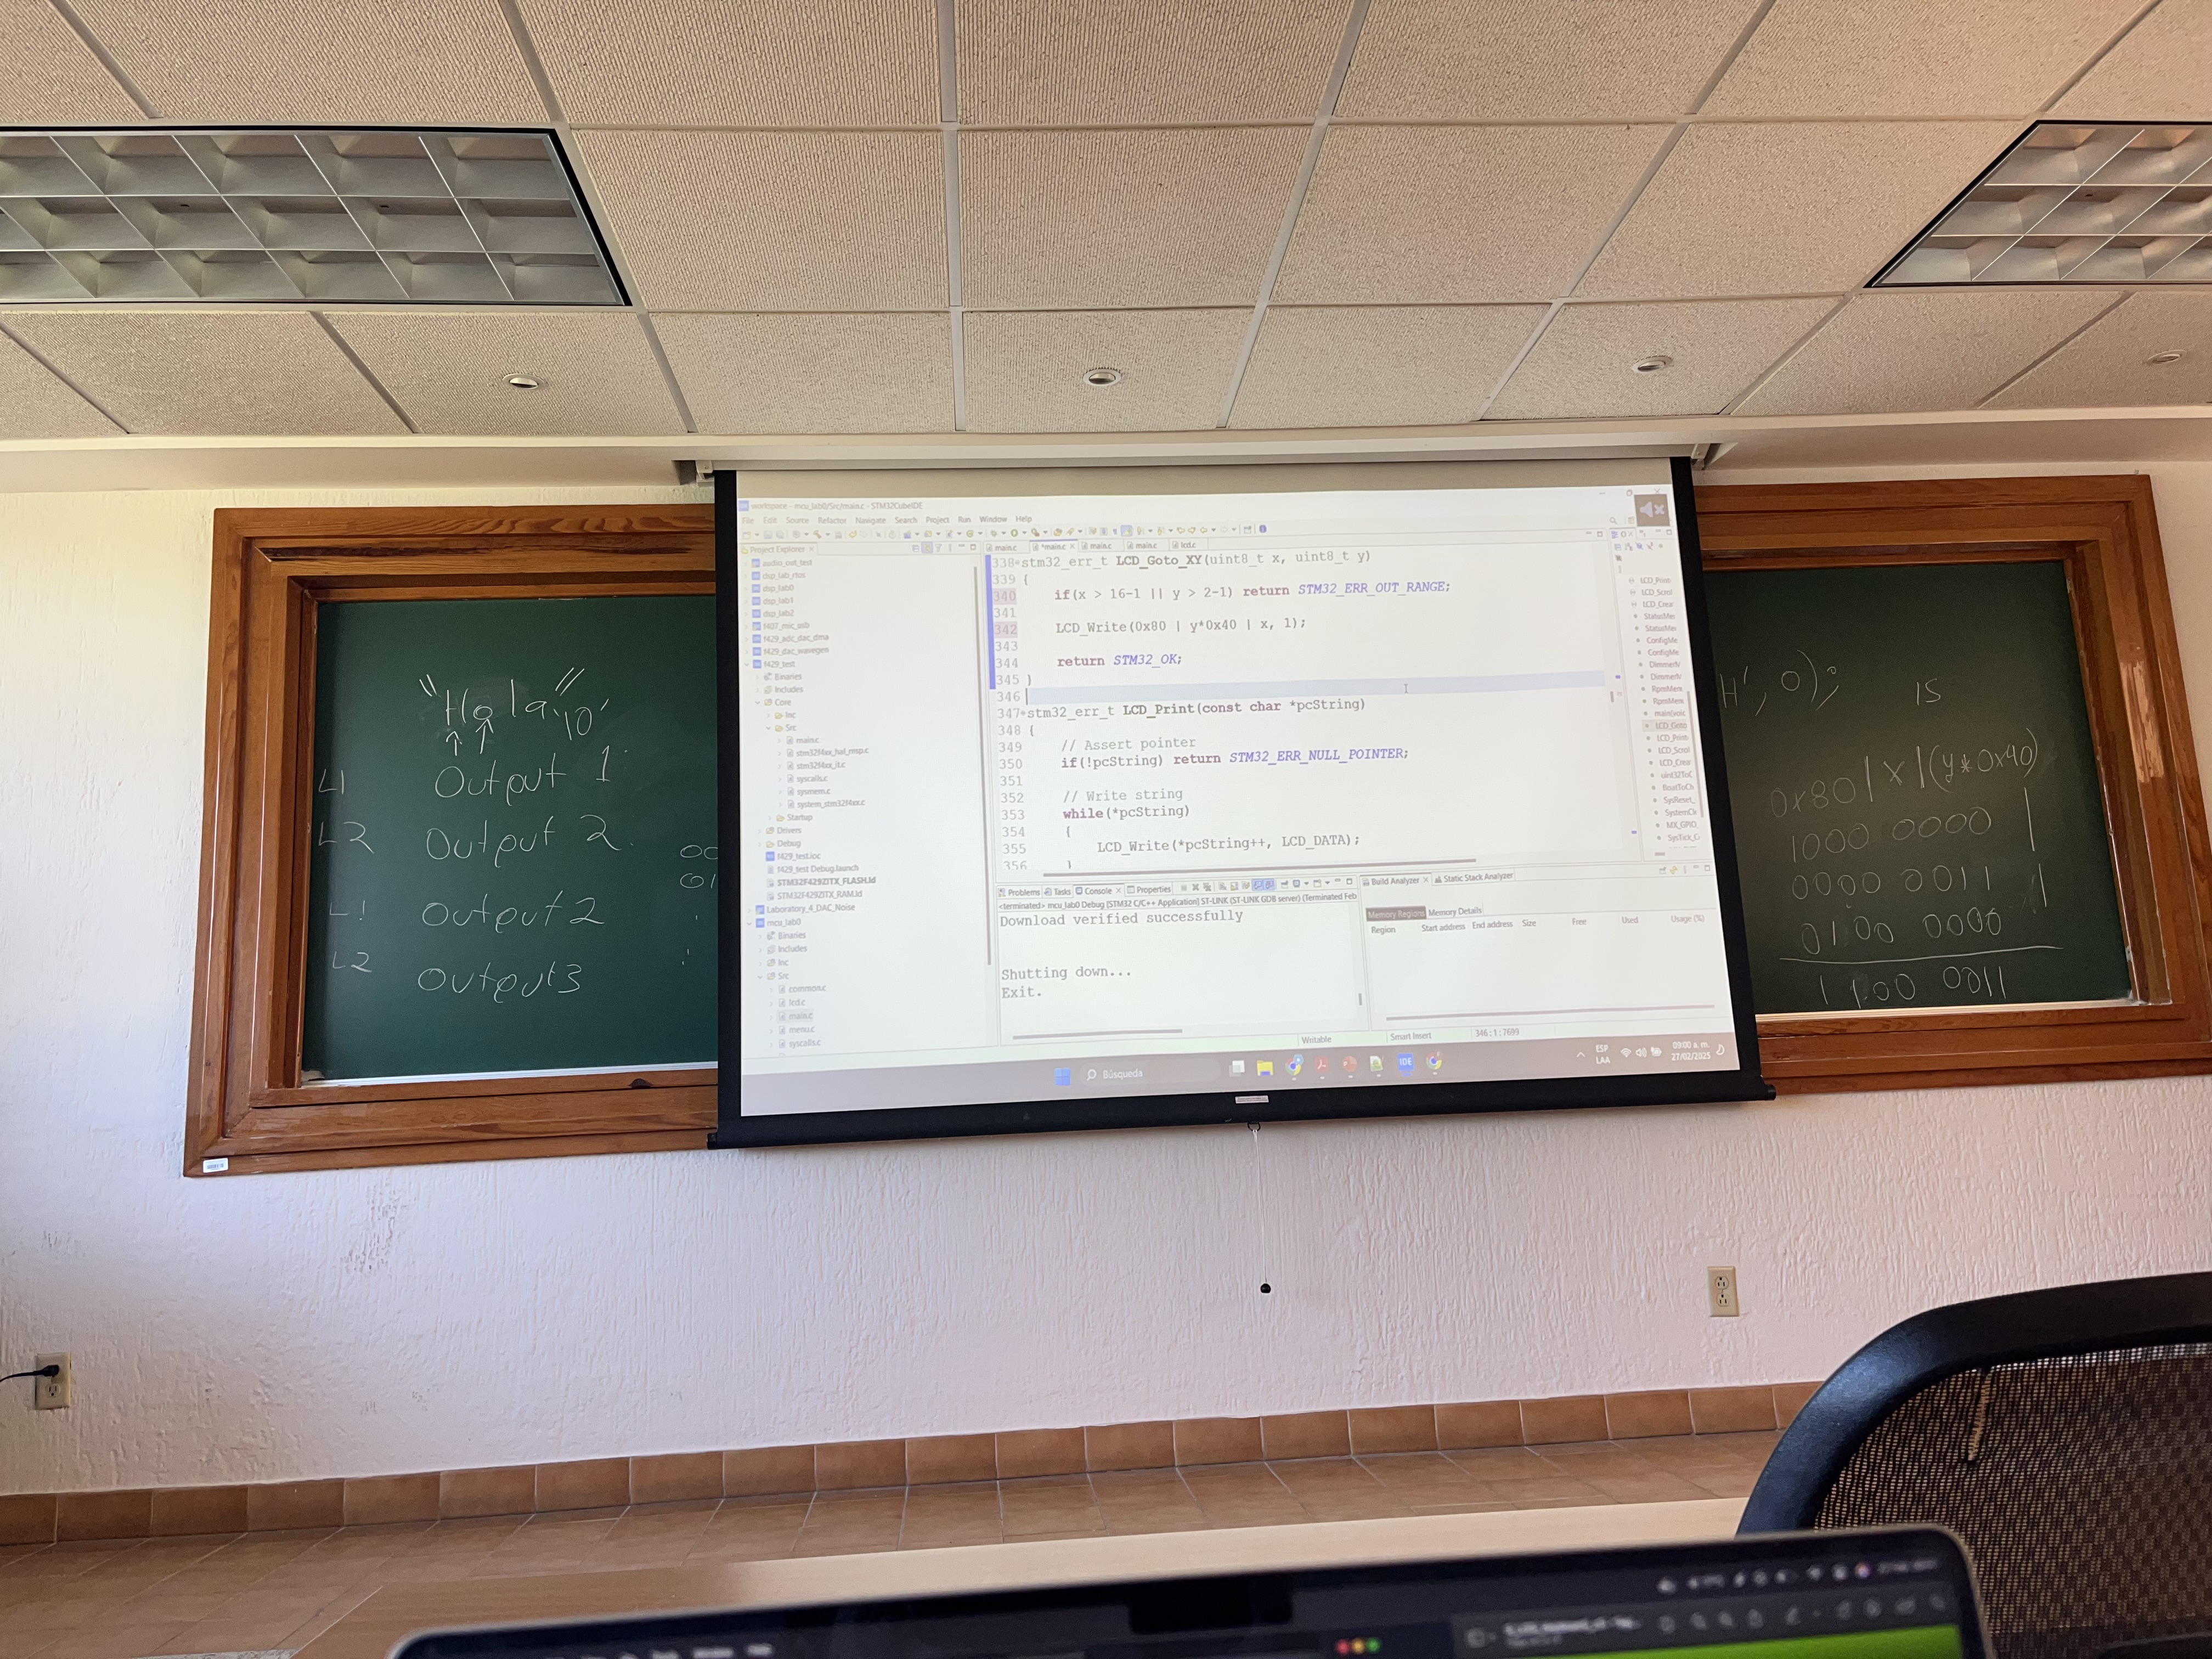 "Hola"'\0'
L1 Output 1
L2 Output 2.
L1 Output 2
L2 Output3
workspace - mcu_lab0/Src/main.c - STM32CubeIDE
File Edit Source Refactor Navigate Search Project Run Window Help
Project Explorer
audio_out_test
dsp_lab_rtos
dsp_lab0
dsp_lab1
dsp_lab2
f407_mic_usb
f429_adc_dac_dma
f429_dac_wavegen
f429_test
Binaries
Includes
Core
Inc
Src
main.c
stm32f4xx_hal_msp.c
stm32f4xx_it.c
syscalls.c
sysmem.c
system_stm32f4xx.c
Startup
Drivers
Debug
f429_test.ioc
f429_test Debug.launch
STM32F429ZITX_FLASH.ld
STM32F429ZITX_RAM.ld
Laboratory_4_DAC_Noise
mcu_lab0
Binaries
Includes
Inc
Src
common.c
lcd.c
main.c
menu.c
syscalls.c
main.c *main.c main.c main.c lcd.c
338 stm32_err_t LCD_Goto_XY(uint8_t x, uint8_t y)
339 {
340 if(x > 16-1 || y > 2-1) return STM32_ERR_OUT_RANGE;
341
342 LCD_Write(0x80 | y*0x40 | x, 1);
343
344 return STM32_OK;
345 }
346
347 stm32_err_t LCD_Print(const char *pcString)
348 {
349 // Assert pointer
350 if(!pcString) return STM32_ERR_NULL_POINTER;
351
352 // Write string
353 while(*pcString)
354 {
355 LCD_Write(*pcString++, LCD_DATA);
356 }
LCD_Print
LCD_Scrol
LCD_Crear
StatusMer
StatusMer
ConfigMe
ConfigMe
DimmerM
DimmerM
RpmMen
RpmMen
main(voic
LCD_Goto
LCD_Print
LCD_Scrol
LCD_Crear
uint32ToC
floatToCh
SysReset_
SystemClc
MX_GPIO_
SysTick_C
Problems Tasks Console Properties
<terminated> mcu_lab0 Debug [STM32 C/C++ Application] ST-LINK (ST-LINK GDB server) (Terminated Feb
Download verified successfully
Shutting down...
Exit.
Build Analyzer Static Stack Analyzer
Memory Regions Memory Details
Region Start address End address Size Free Used Usage (%)
Writable Smart Insert 346 : 1 : 7699
Búsqueda
IDE
ESP
LAA
09:00 a. m.
27/02/2025
H', 0);
15
0x80 | x | (y*0x40)
1000 0000 |
0000 0011 |
0100 0000
1100 0011